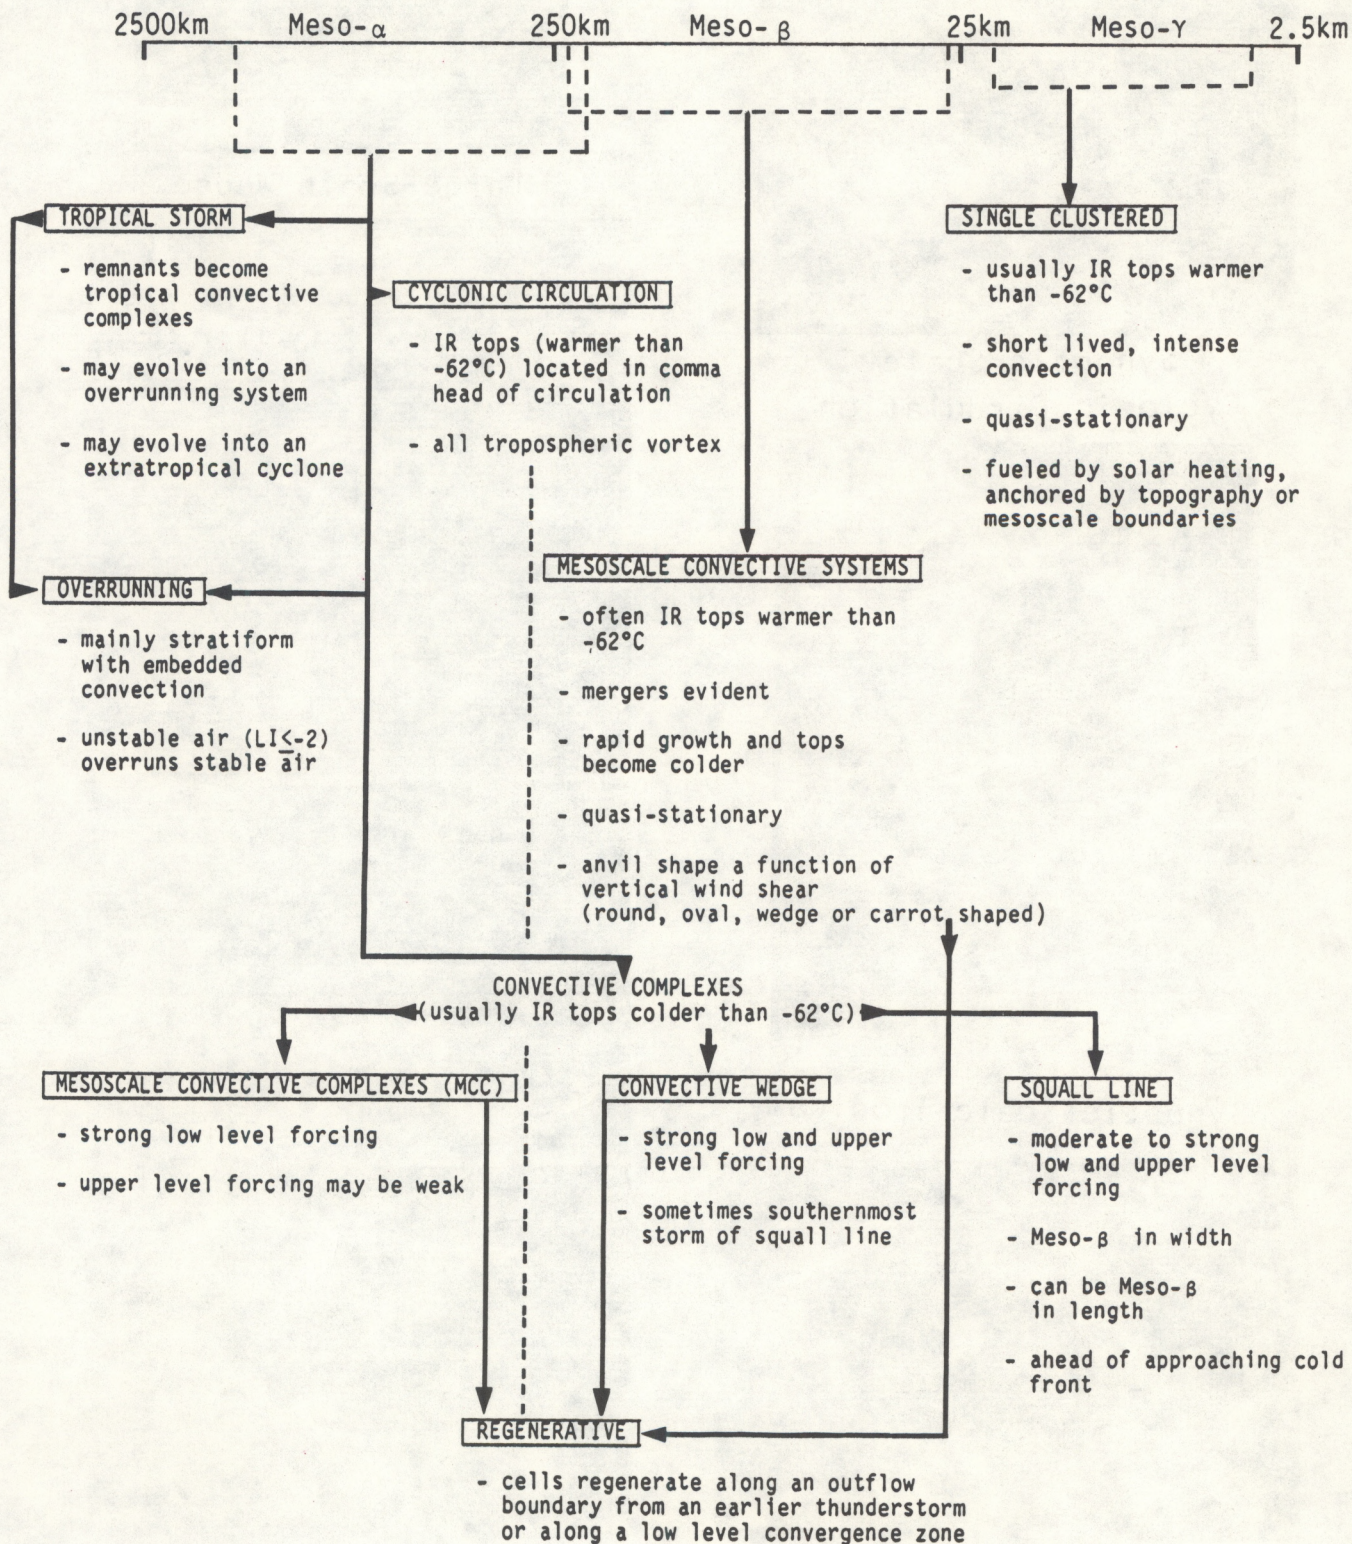 2500km Meso-α 250km Meso-β 25km Meso-γ 2.5km
TROPICAL STORM
- remnants become
tropical convective
complexes
- may evolve into an
overrunning system
- may evolve into an
extratropical cyclone
CYCLONIC CIRCULATION
- IR tops (warmer than
-62°C) located in comma
head of circulation
- all tropospheric vortex
SINGLE CLUSTERED
- usually IR tops warmer
than -62°C
- short lived, intense
convection
- quasi-stationary
- fueled by solar heating,
anchored by topography or
mesoscale boundaries
OVERRUNNING
- mainly stratiform
with embedded
convection
- unstable air (LI≤-2)
overruns stable air
MESOSCALE CONVECTIVE SYSTEMS
- often IR tops warmer than
-62°C
- mergers evident
- rapid growth and tops
become colder
- quasi-stationary
- anvil shape a function of
vertical wind shear
(round, oval, wedge or carrot shaped)
CONVECTIVE COMPLEXES
(usually IR tops colder than -62°C)
MESOSCALE CONVECTIVE COMPLEXES (MCC)
- strong low level forcing
- upper level forcing may be weak
CONVECTIVE WEDGE
- strong low and upper
level forcing
- sometimes southernmost
storm of squall line
SQUALL LINE
- moderate to strong
low and upper level
forcing
- Meso-β in width
- can be Meso-β
in length
- ahead of approaching cold
front
REGENERATIVE
- cells regenerate along an outflow
boundary from an earlier thunderstorm
or along a low level convergence zone